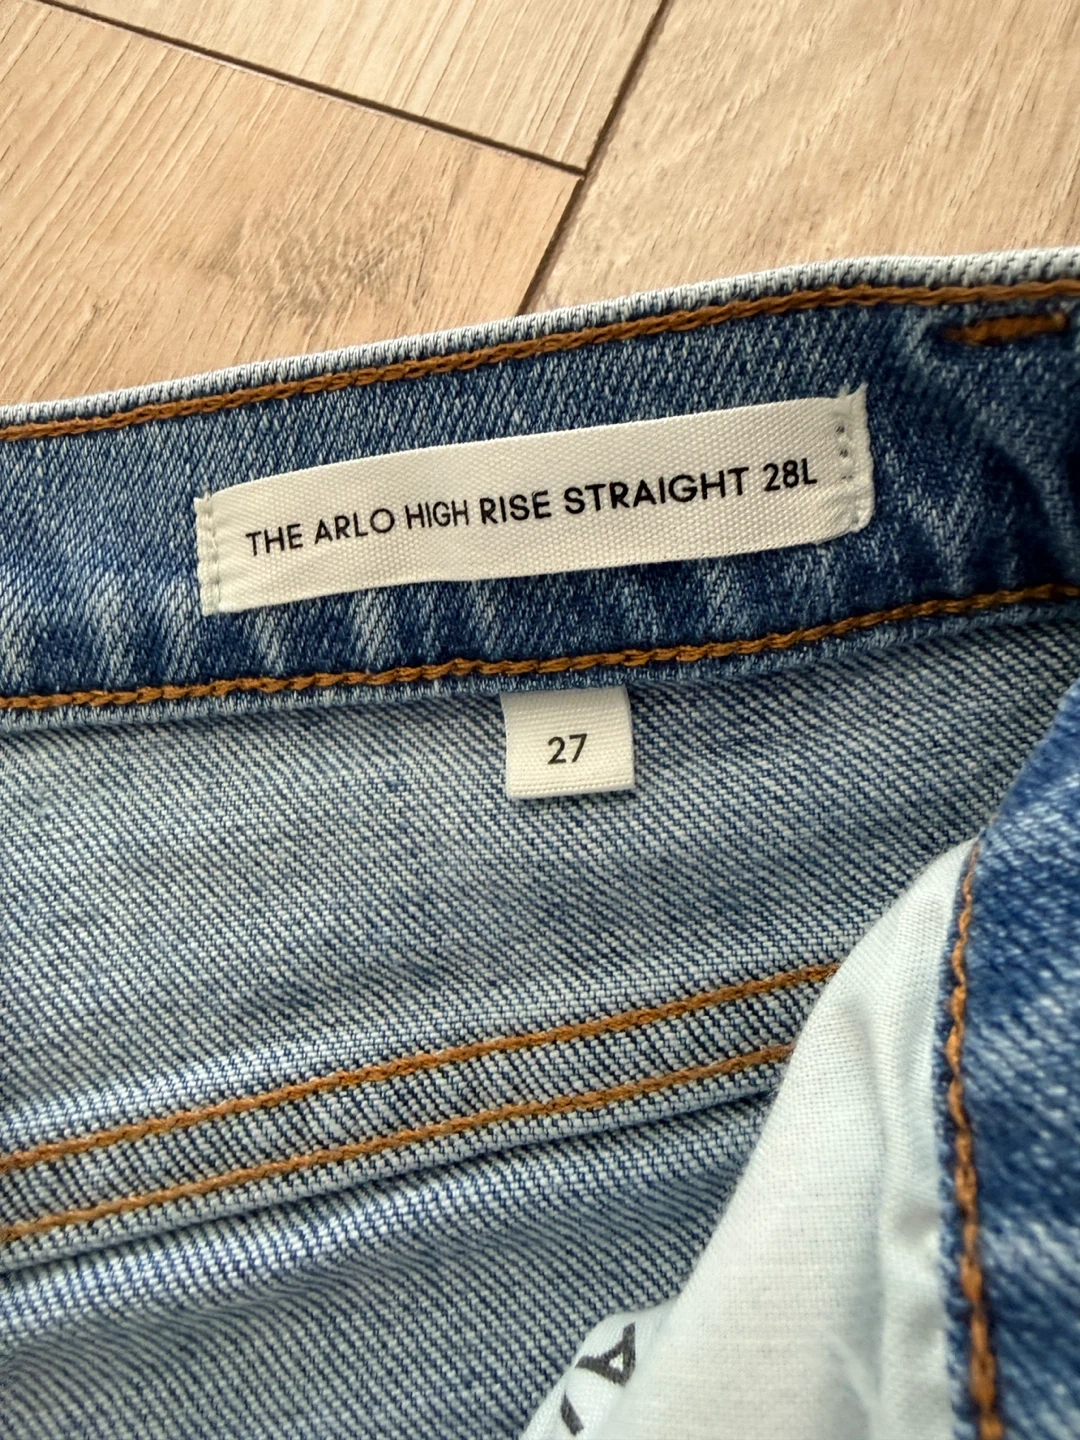 THE ARLO HIGH RISE STRAIGHT 28L
27